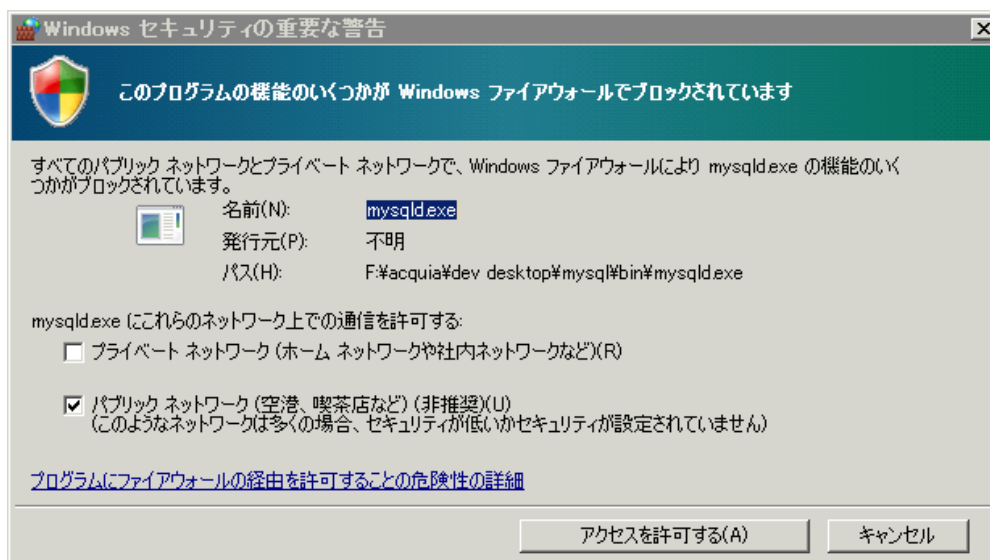 Windows セキュリティの重要な警告
このプログラムの機能のいくつかが Windows ファイアウォールでブロックされています
すべてのパブリック ネットワークとプライベート ネットワークで、Windows ファイアウォールにより mysqld.exe の機能のいく
つかがブロックされています。
名前(N): mysqld.exe
発行元(P): 不明
パス(H): F:¥acquia¥dev desktop¥mysql¥bin¥mysqld.exe
mysqld.exe にこれらのネットワーク上での通信を許可する:
プライベート ネットワーク (ホーム ネットワークや社内ネットワークなど)(R)
パブリック ネットワーク (空港、喫茶店など) (非推奨)(U)
(このようなネットワークは多くの場合、セキュリティが低いかセキュリティが設定されていません)
プログラムにファイアウォールの経由を許可することの危険性の詳細
アクセスを許可する(A) キャンセル